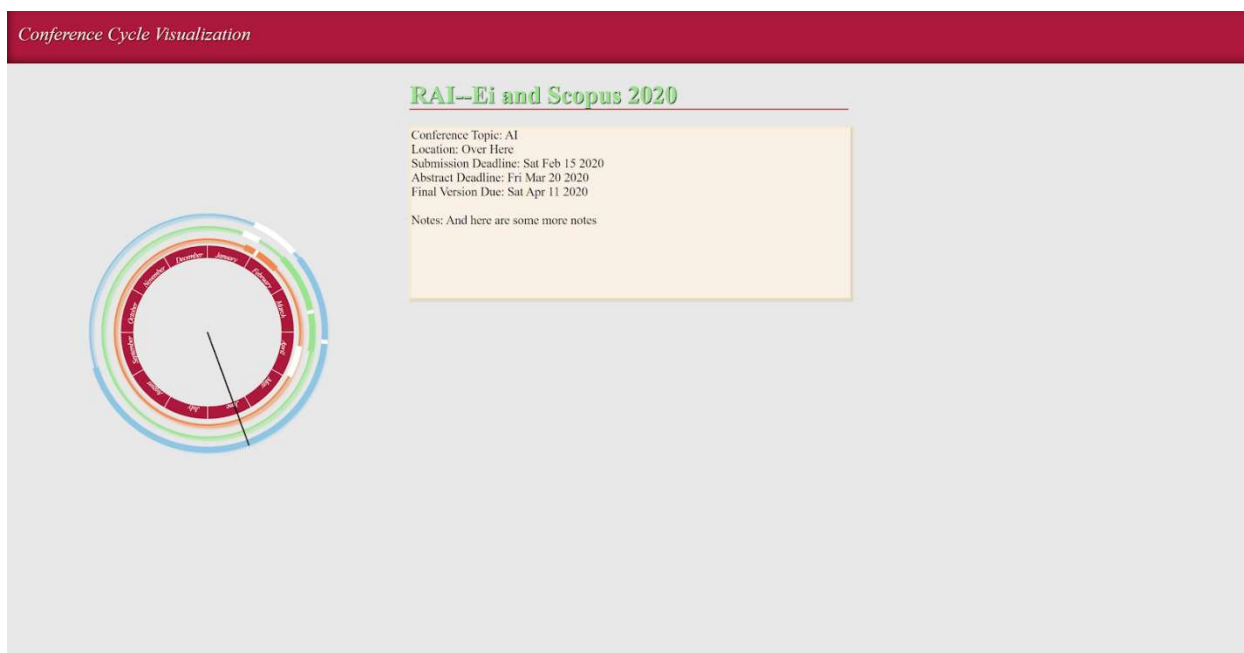 Conference Cycle Visualization
RAI--Ei and Scopus 2020
Conference Topic: AI
Location: Over Here
Submission Deadline: Sat Feb 15 2020
Abstract Deadline: Fri Mar 20 2020
Final Version Due: Sat Apr 11 2020
Notes: And here are some more notes
January
February
March
April
May
June
July
August
September
October
November
December